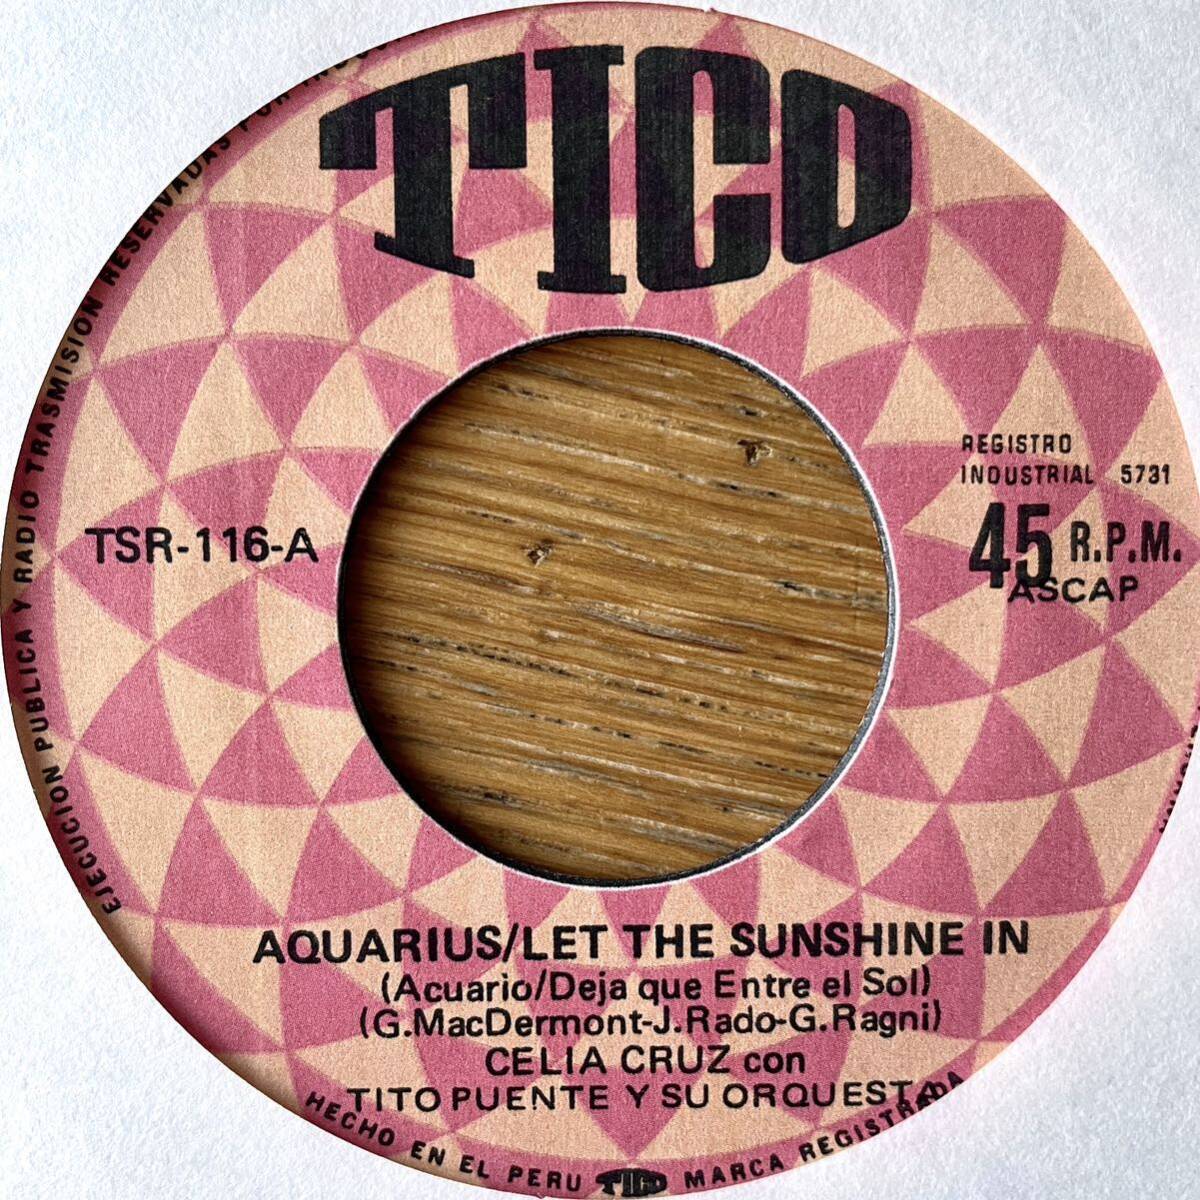 TICO
EJECUCION PUBLICA Y RADIO TRASMISION RESERVADAS POR
REGISTRO
INDUSTRIAL 5731
TSR-116-A
45 R.P.M.
ASCAP
AQUARIUS/LET THE SUNSHINE IN
(Acuario/Deja que Entre el Sol)
(G.MacDermont-J.Rado-G.Ragni)
CELIA CRUZ con
TITO PUENTE Y SU ORQUESTA
HECHO EN EL PERU TICO MARCA REGISTRADA